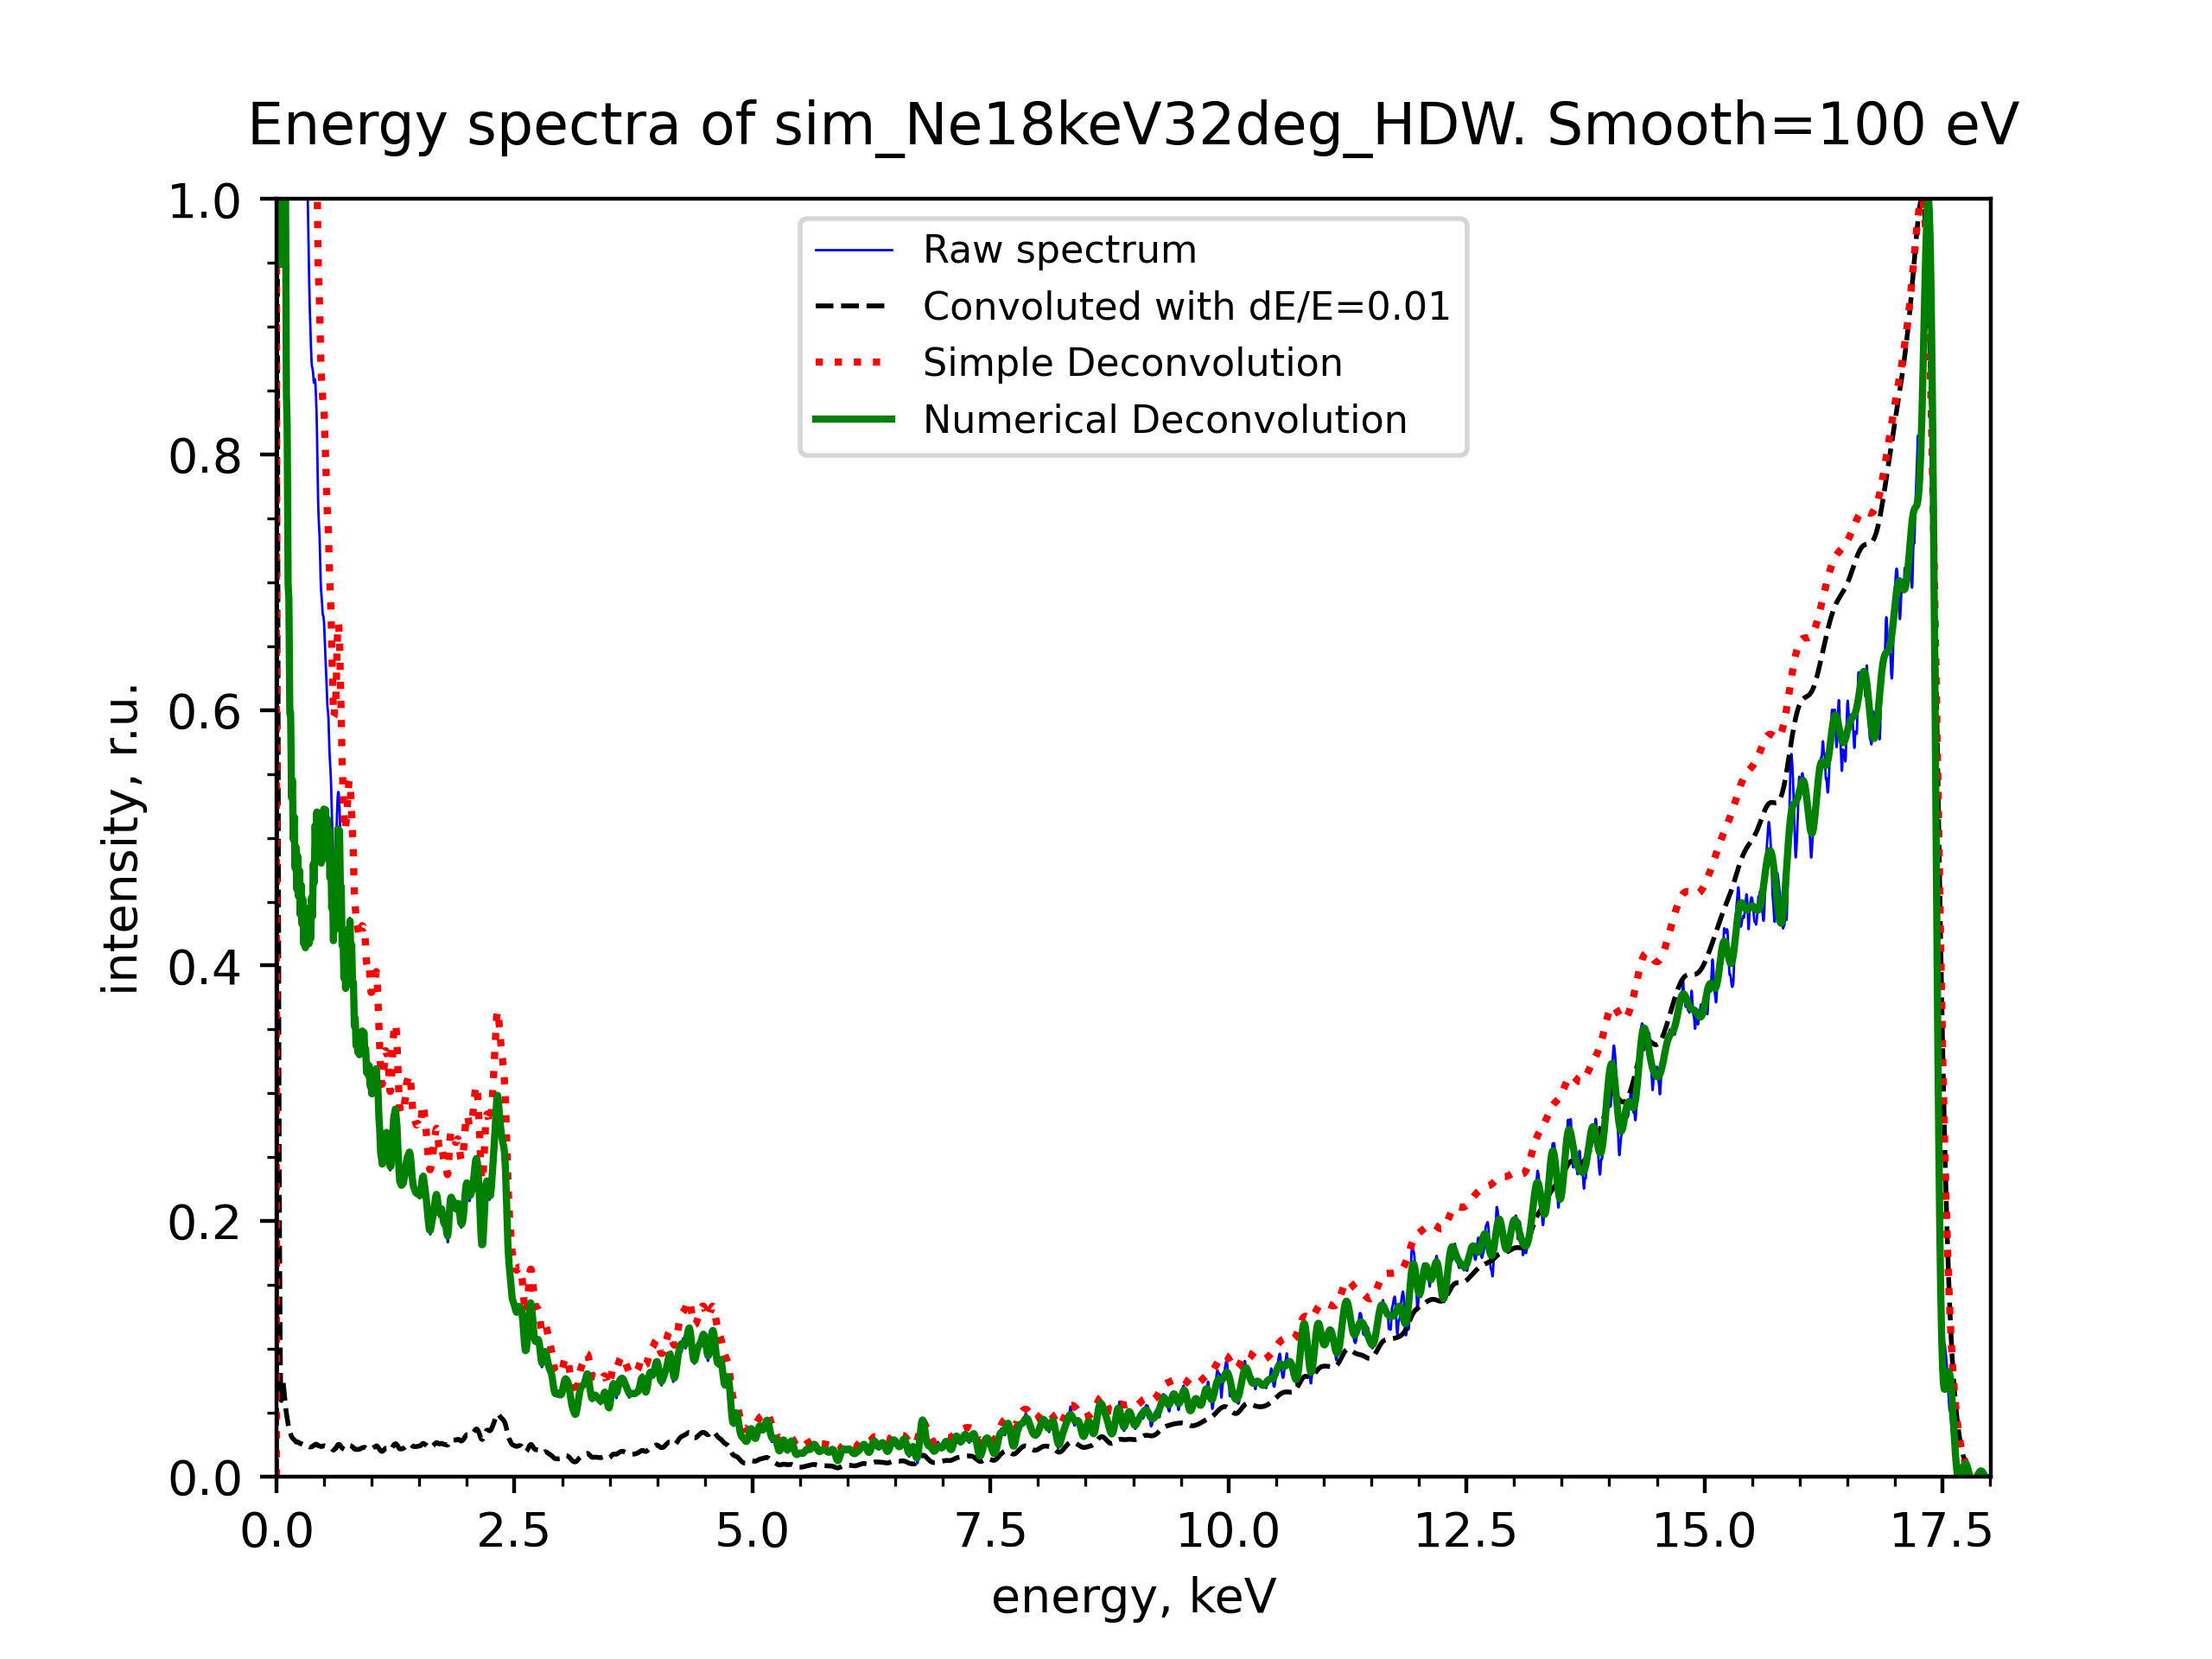 Energy spectra of sim_Ne18keV32deg_HDW. Smooth=100 eV
1.0
0.8
0.6
0.4
0.2
0.0
intensity, r.u.
Raw spectrum
Convoluted with dE/E=0.01
Simple Deconvolution
Numerical Deconvolution
0.0 2.5 5.0 7.5 10.0 12.5 15.0 17.5
energy, keV